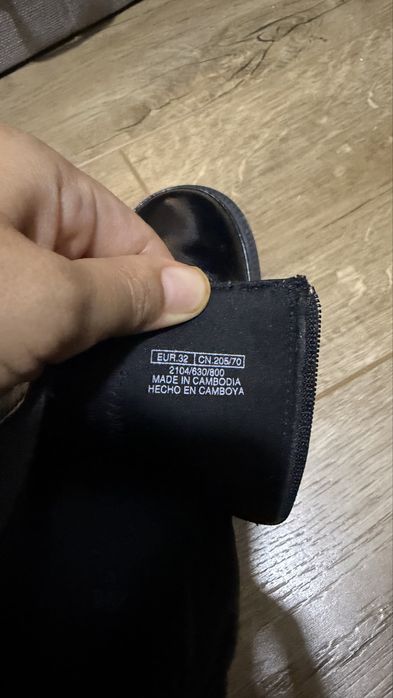 EUR.32 CN.205/70
2104/630/800
MADE IN CAMBODIA
HECHO EN CAMBOYA